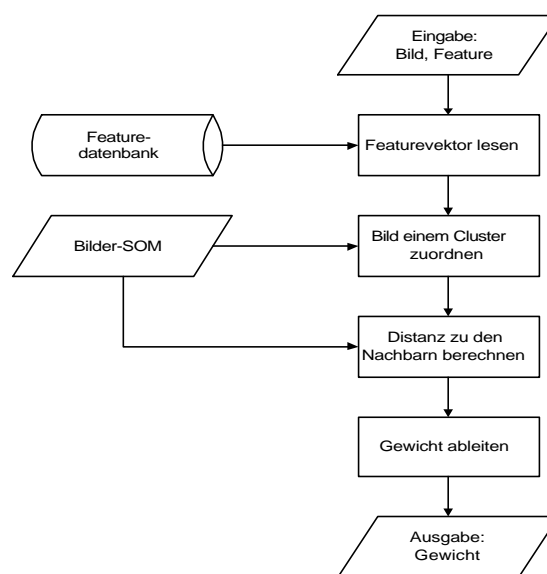 Eingabe:
Bild, Feature
Feature-
datenbank
Featurevektor lesen
Bilder-SOM
Bild einem Cluster
zuordnen
Distanz zu den
Nachbarn berechnen
Gewicht ableiten
Ausgabe:
Gewicht